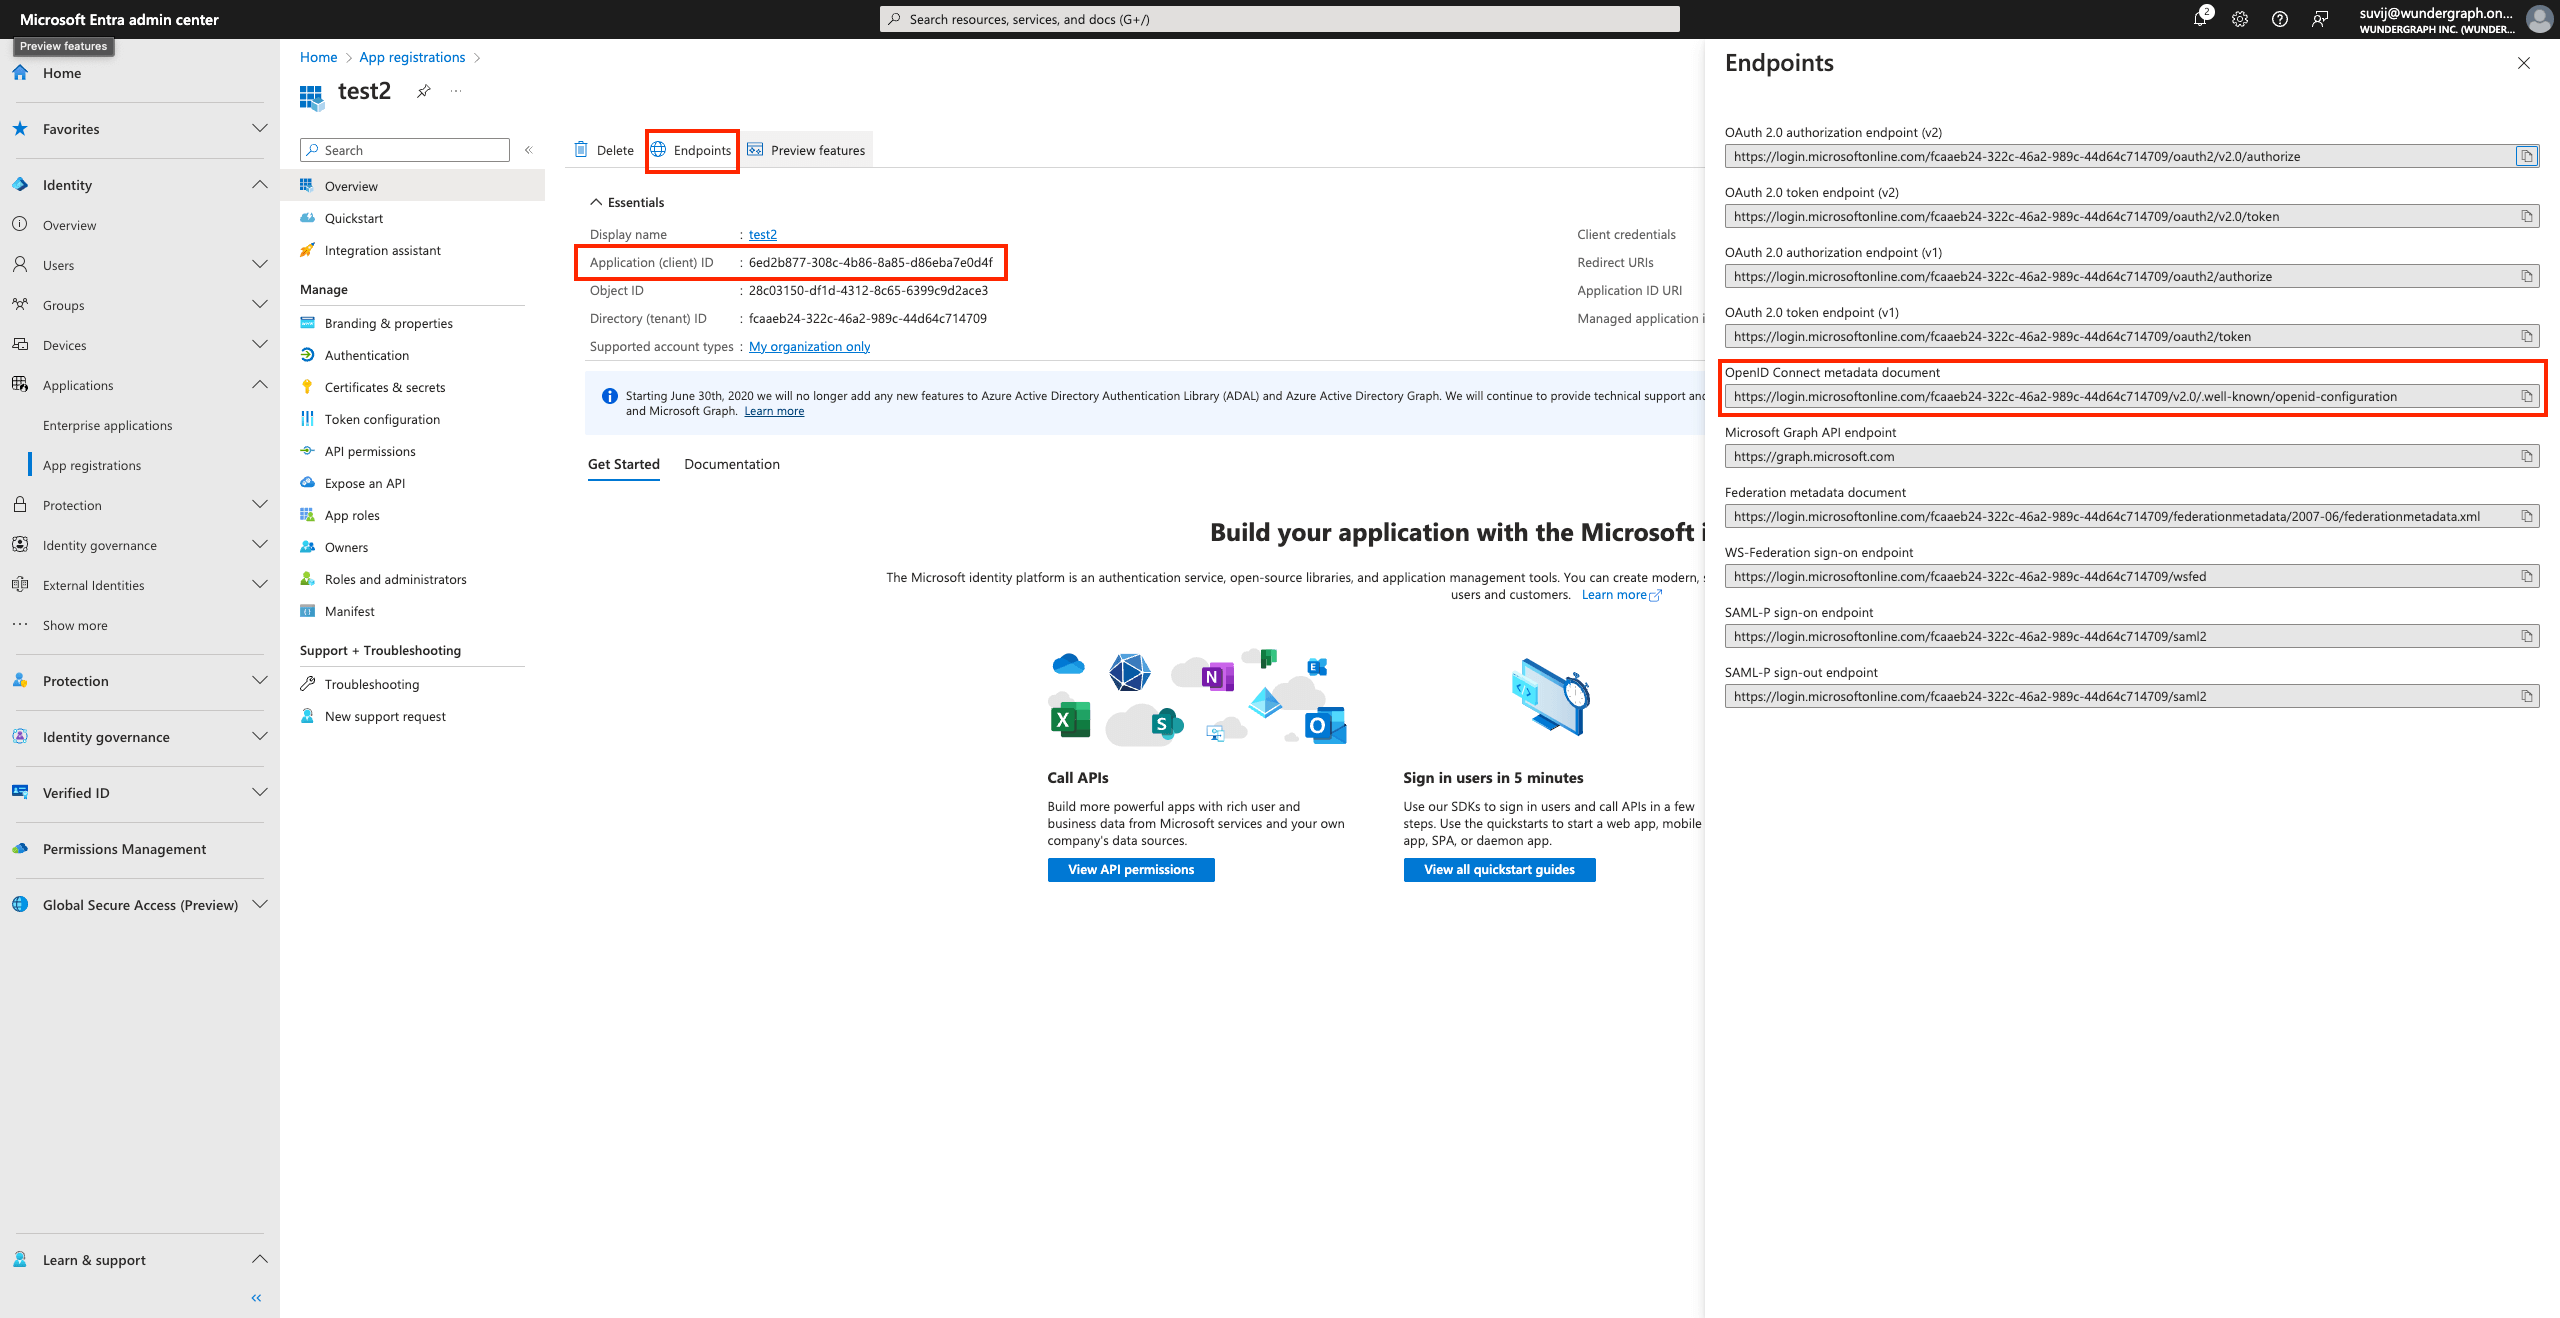 Microsoft Entra admin center
Search resources, services, and docs (G+/)
2
suvij@wundergraph.on...
WUNDERGRAPH INC. (WUNDER...
Preview features
Home
Favorites
Identity
Overview
Users
Groups
Devices
Applications
Enterprise applications
App registrations
Protection
Identity governance
External Identities
Show more
Protection
Identity governance
Verified ID
Permissions Management
Global Secure Access (Preview)
Learn & support
Home > App registrations >
test2
Search
Overview
Quickstart
Integration assistant
Manage
Branding & properties
Authentication
Certificates & secrets
Token configuration
API permissions
Expose an API
App roles
Owners
Roles and administrators
Manifest
Support + Troubleshooting
Troubleshooting
New support request
Delete
Endpoints
Preview features
Essentials
Display name : test2
Application (client) ID : 6ed2b877-308c-4b86-8a85-d86eba7e0d4f
Object ID : 28c03150-df1d-4312-8c65-6399c9d2ace3
Directory (tenant) ID : fcaaeb24-322c-46a2-989c-44d64c714709
Supported account types : My organization only
Client credentials
Redirect URIs
Application ID URI
Managed application i
Starting June 30th, 2020 we will no longer add any new features to Azure Active Directory Authentication Library (ADAL) and Azure Active Directory Graph. We will continue to provide technical support and
and Microsoft Graph. Learn more
Get Started
Documentation
Build your application with the Microsoft i
The Microsoft identity platform is an authentication service, open-source libraries, and application management tools. You can create modern, s
users and customers. Learn more
N
E
X
S
O
Call APIs
Build more powerful apps with rich user and
business data from Microsoft services and your own
company's data sources.
View API permissions
Sign in users in 5 minutes
Use our SDKs to sign in users and call APIs in a few
steps. Use the quickstarts to start a web app, mobile
app, SPA, or daemon app.
View all quickstart guides
Endpoints
OAuth 2.0 authorization endpoint (v2)
https://login.microsoftonline.com/fcaaeb24-322c-46a2-989c-44d64c714709/oauth2/v2.0/authorize
OAuth 2.0 token endpoint (v2)
https://login.microsoftonline.com/fcaaeb24-322c-46a2-989c-44d64c714709/oauth2/v2.0/token
OAuth 2.0 authorization endpoint (v1)
https://login.microsoftonline.com/fcaaeb24-322c-46a2-989c-44d64c714709/oauth2/authorize
OAuth 2.0 token endpoint (v1)
https://login.microsoftonline.com/fcaaeb24-322c-46a2-989c-44d64c714709/oauth2/token
OpenID Connect metadata document
https://login.microsoftonline.com/fcaaeb24-322c-46a2-989c-44d64c714709/v2.0/.well-known/openid-configuration
Microsoft Graph API endpoint
https://graph.microsoft.com
Federation metadata document
https://login.microsoftonline.com/fcaaeb24-322c-46a2-989c-44d64c714709/federationmetadata/2007-06/federationmetadata.xml
WS-Federation sign-on endpoint
https://login.microsoftonline.com/fcaaeb24-322c-46a2-989c-44d64c714709/wsfed
SAML-P sign-on endpoint
https://login.microsoftonline.com/fcaaeb24-322c-46a2-989c-44d64c714709/saml2
SAML-P sign-out endpoint
https://login.microsoftonline.com/fcaaeb24-322c-46a2-989c-44d64c714709/saml2